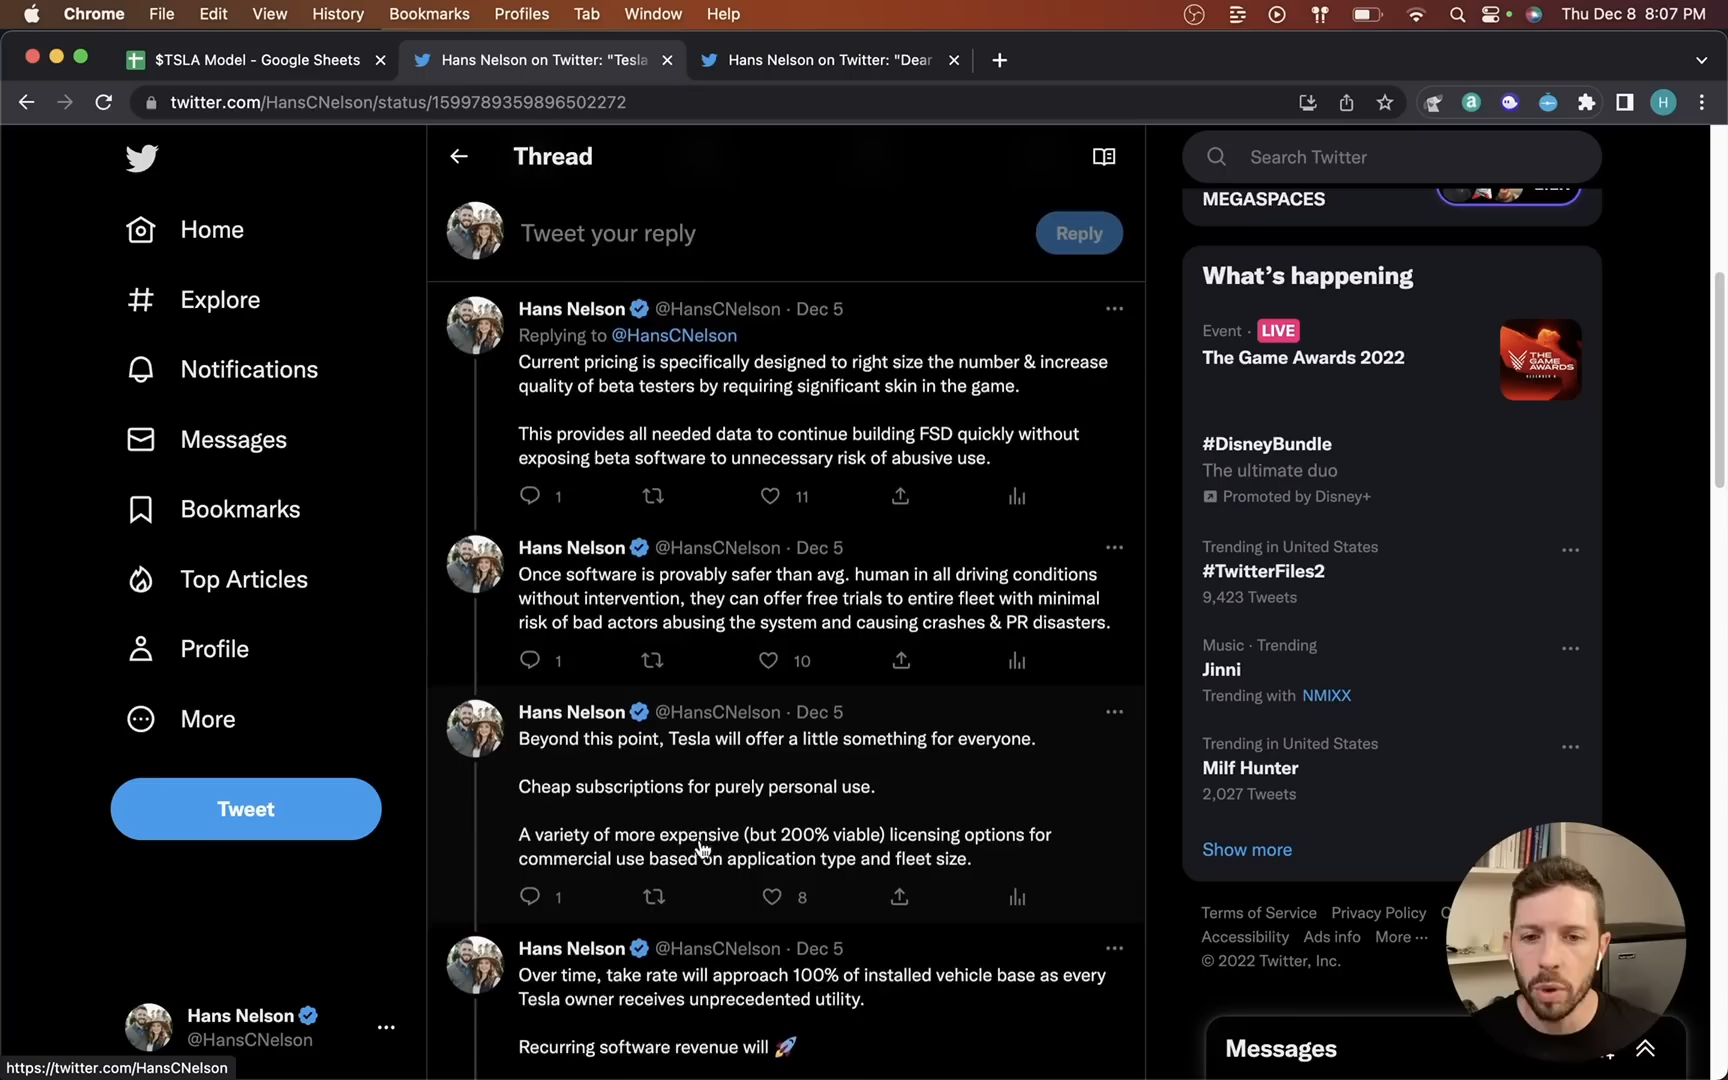 Chrome File Edit View History Bookmarks Profiles Tab Window Help Thu Dec 8 8:07 PM
$TSLA Model - Google Sheets
Hans Nelson on Twitter: "Tesla
Hans Nelson on Twitter: "Dear
twitter.com/HansCNelson/status/1599789359896502272
H
Home
Explore
Notifications
Messages
Bookmarks
Top Articles
Profile
More
Tweet
Hans Nelson
@HansCNelson
https://twitter.com/HansCNelson
Thread
Tweet your reply
Reply
Hans Nelson @HansCNelson · Dec 5
Replying to @HansCNelson
Current pricing is specifically designed to right size the number & increase
quality of beta testers by requiring significant skin in the game.
This provides all needed data to continue building FSD quickly without
exposing beta software to unnecessary risk of abusive use.
1 11
Hans Nelson @HansCNelson · Dec 5
Once software is provably safer than avg. human in all driving conditions
without intervention, they can offer free trials to entire fleet with minimal
risk of bad actors abusing the system and causing crashes & PR disasters.
1 10
Hans Nelson @HansCNelson · Dec 5
Beyond this point, Tesla will offer a little something for everyone.
Cheap subscriptions for purely personal use.
A variety of more expensive (but 200% viable) licensing options for
commercial use based on application type and fleet size.
1 8
Hans Nelson @HansCNelson · Dec 5
Over time, take rate will approach 100% of installed vehicle base as every
Tesla owner receives unprecedented utility.
Recurring software revenue will 🚀
Search Twitter
MEGASPACES
What's happening
Event · LIVE
The Game Awards 2022
THE GAME AWARDS
#DisneyBundle
The ultimate duo
Promoted by Disney+
Trending in United States
#TwitterFiles2
9,423 Tweets
Music · Trending
Jinni
Trending with NMIXX
Trending in United States
Milf Hunter
2,027 Tweets
Show more
Terms of Service Privacy Policy
Accessibility Ads info More ···
© 2022 Twitter, Inc.
Messages